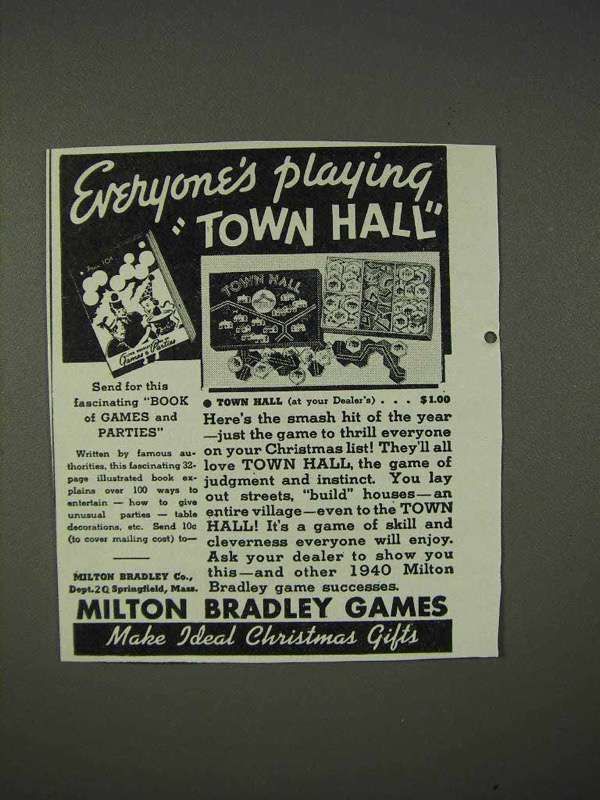 Everyone's playing
"TOWN HALL"
10¢
TOWN HALL
Games & Parties
Send for this
fascinating "BOOK
of GAMES and
PARTIES"
Written by famous au-
thorities, this fascinating 32-
page illustrated book ex-
plains over 100 ways to
entertain — how to give
unusual parties — table
decorations, etc. Send 10c
(to cover mailing cost) to—
MILTON BRADLEY Co.,
Dept.2Q Springfield, Mass.
● TOWN HALL (at your Dealer's) . . . $1.00
Here's the smash hit of the year
—just the game to thrill everyone
on your Christmas list! They'll all
love TOWN HALL, the game of
judgment and instinct. You lay
out streets, "build" houses—an
entire village—even to the TOWN
HALL! It's a game of skill and
cleverness everyone will enjoy.
Ask your dealer to show you
this—and other 1940 Milton
Bradley game successes.
MILTON BRADLEY GAMES
Make Ideal Christmas Gifts